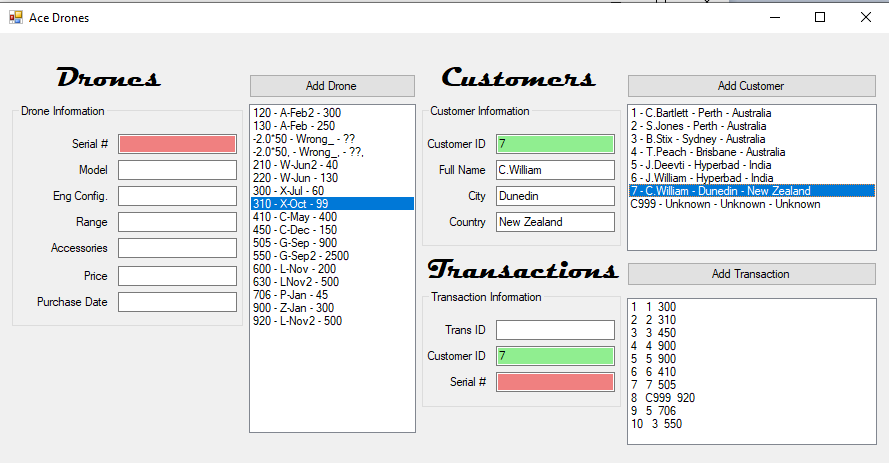 Ace Drones
Drones
Add Drone
Drone Information
Serial #
Model
Eng Config.
Range
Accessories
Price
Purchase Date
120 - A-Feb2 - 300
130 - A-Feb - 250
-2.0*50 - Wrong_ - ??
-2.0*50, - Wrong_, - ??,
210 - W-Jun2 - 40
220 - W-Jun - 130
300 - X-Jul - 60
310 - X-Oct - 99
410 - C-May - 400
450 - C-Dec - 150
505 - G-Sep - 900
550 - G-Sep2 - 2500
600 - L-Nov - 200
630 - LNov2 - 500
706 - P-Jan - 45
900 - Z-Jan - 300
920 - L-Nov2 - 500
Customers
Add Customer
Customer Information
Customer ID 7
Full Name C.William
City Dunedin
Country New Zealand
1 - C.Bartlett - Perth - Australia
2 - S.Jones - Perth - Australia
3 - B.Stix - Sydney - Australia
4 - T.Peach - Brisbane - Australia
5 - J.Deevti - Hyperbad - India
6 - J.William - Hyperbad - India
7 - C.William - Dunedin - New Zealand
C999 - Unknown - Unknown - Unknown
Transactions
Add Transaction
Transaction Information
Trans ID
Customer ID 7
Serial #
1 1 300
2 2 310
3 3 450
4 4 900
5 5 900
6 6 410
7 7 505
8 C999 920
9 5 706
10 3 550